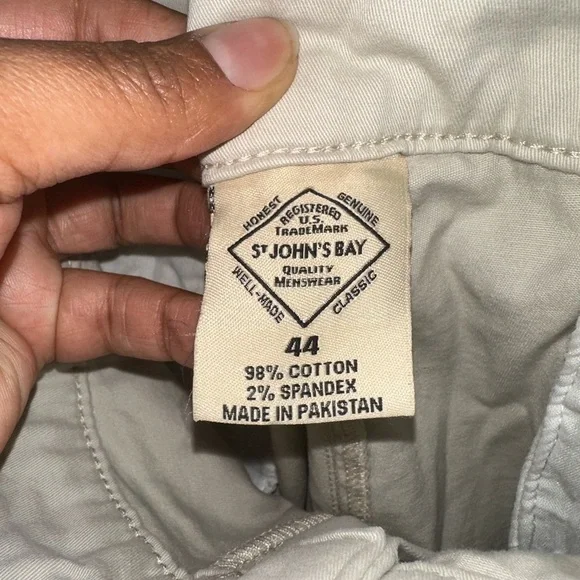 HONEST GENUINE
REGISTERED
U.S.
TRADEMARK
ST JOHN'S BAY
QUALITY
MENSWEAR
WELL-MADE CLASSIC
44
98% COTTON
2% SPANDEX
MADE IN PAKISTAN